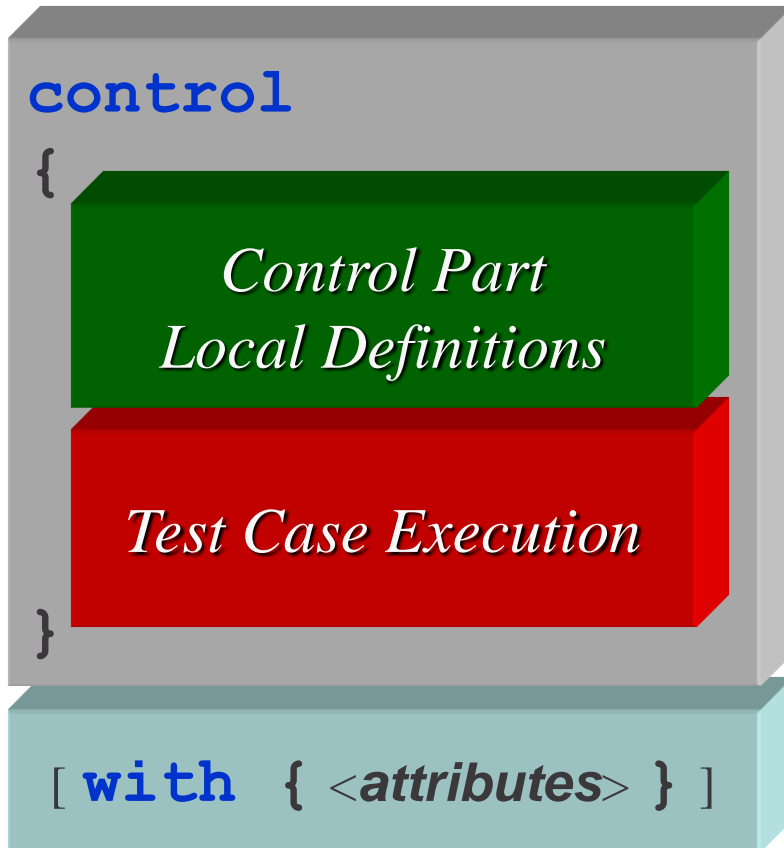 control
{
Control Part
Local Definitions
Test Case Execution
}
[ with { <attributes> } ]